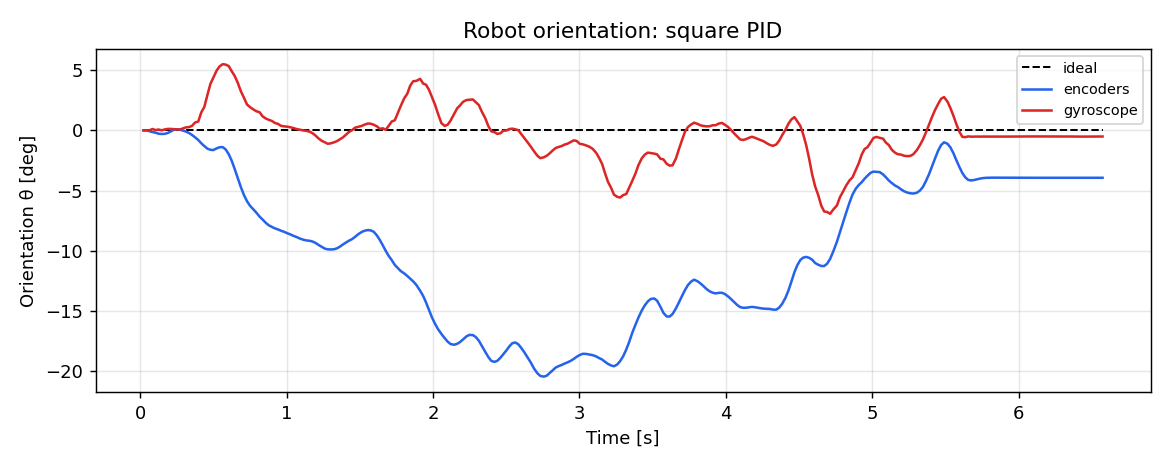 Robot orientation: square PID
Orientation θ [deg]
5
0
−5
−10
−15
−20
ideal
encoders
gyroscope
0 1 2 3 4 5 6
Time [s]